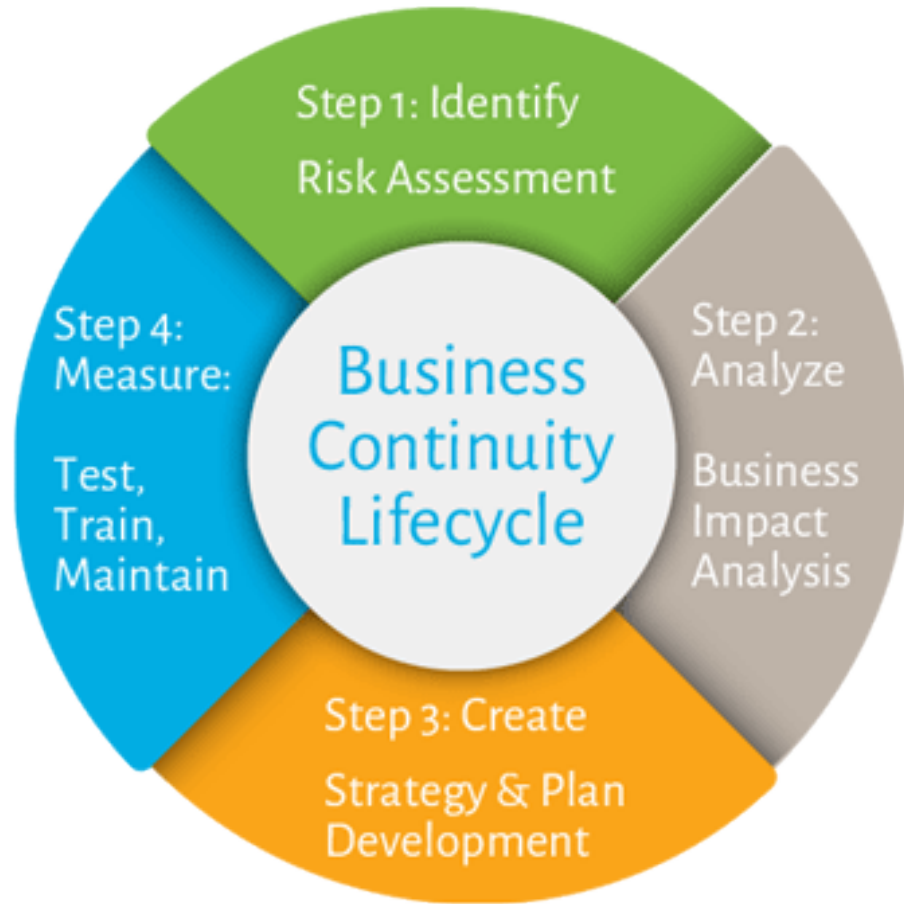 Step 1: Identify
Risk Assessment
Step 2:
Analyze
Business
Impact
Analysis
Step 3: Create
Strategy & Plan
Development
Step 4:
Measure:
Test,
Train,
Maintain
Business
Continuity
Lifecycle